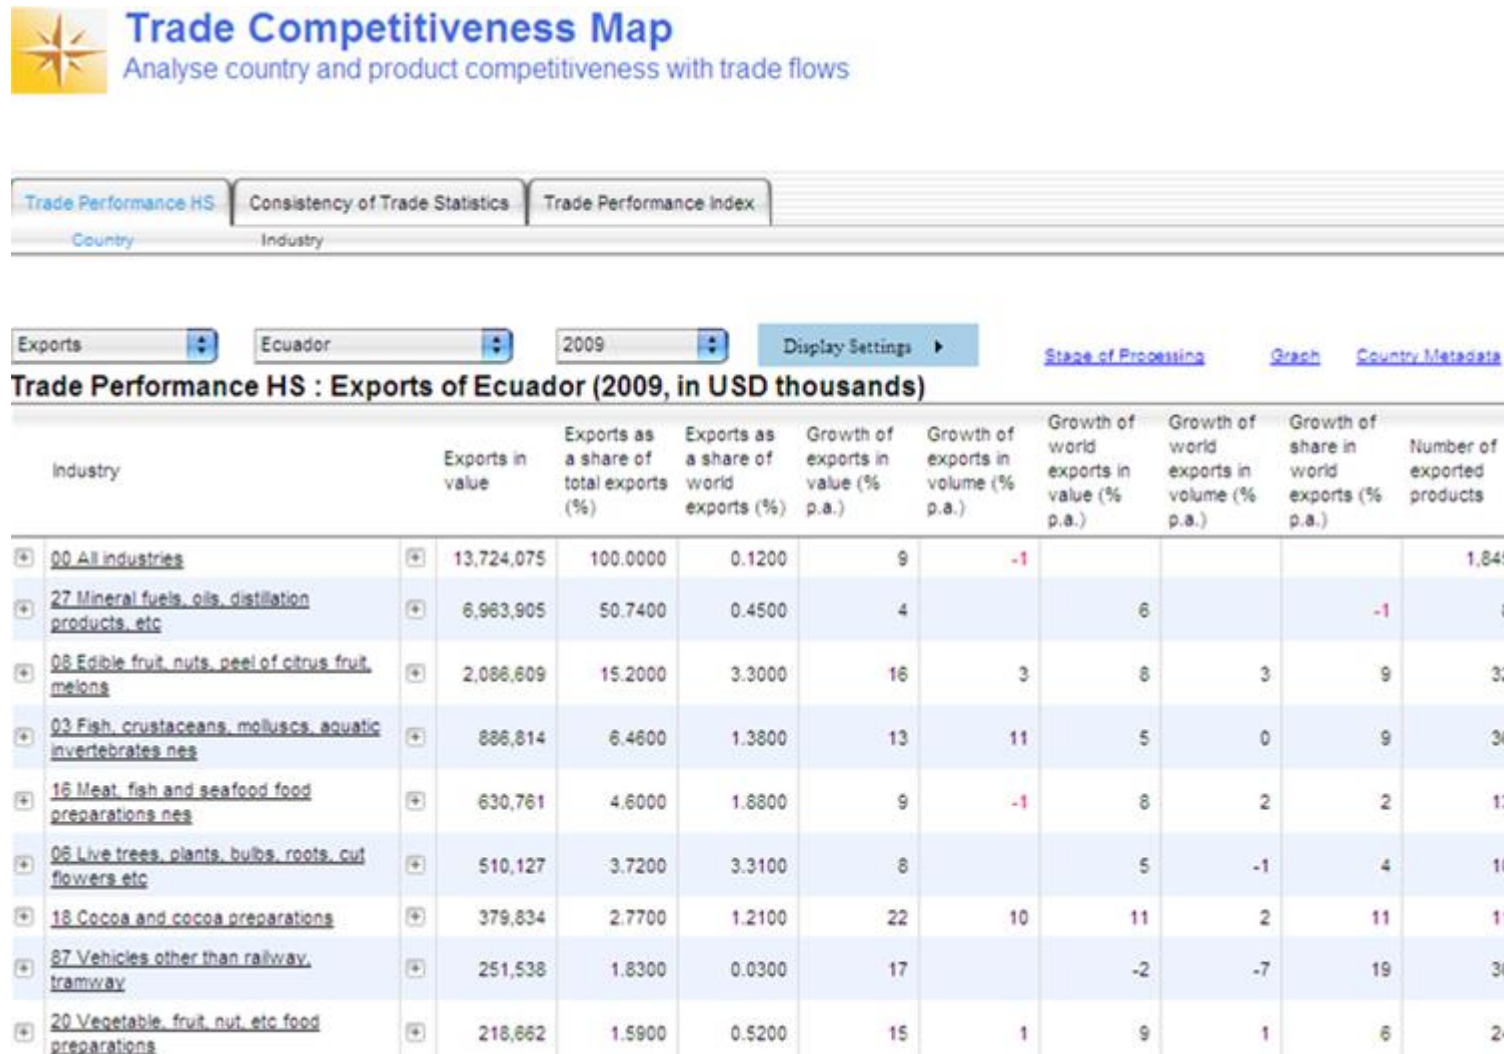 Trade Competitiveness Map
Analyse country and product competitiveness with trade flows
Trade Performance HS Consistency of Trade Statistics Trade Performance Index
Country Industry
Exports Ecuador 2009 Display Settings Stage of Processing Graph Country Metadata
Trade Performance HS : Exports of Ecuador (2009, in USD thousands)
Industry
Exports in
value
Exports as
a share of
total exports
(%)
Exports as
a share of
world
exports (%)
Growth of
exports in
value (%
p.a.)
Growth of
exports in
volume (%
p.a.)
Growth of
world
exports in
value (%
p.a.)
Growth of
world
exports in
volume (%
p.a.)
Growth of
share in
world
exports (%
p.a.)
Number of
exported
products
00 All industries 13,724,075 100.0000 0.1200 9 -1
27 Mineral fuels, oils, distillation
products, etc
6,963,905 50.7400 0.4500 4 6 -1
08 Edible fruit, nuts, peel of citrus fruit,
melons
2,086,609 15.2000 3.3000 16 3 8 3 9
03 Fish, crustaceans, molluscs, aquatic
invertebrates nes
886,814 6.4600 1.3800 13 11 5 0 9
16 Meat, fish and seafood food
preparations nes
630,761 4.6000 1.8800 9 -1 8 2 2
06 Live trees, plants, bulbs, roots, cut
flowers etc
510,127 3.7200 3.3100 8 5 -1 4
18 Cocoa and cocoa preparations 379,834 2.7700 1.2100 22 10 11 2 11
87 Vehicles other than railway,
tramway
251,538 1.8300 0.0300 17 -2 -7 19
20 Vegetable, fruit, nut, etc food
preparations
218,662 1.5900 0.5200 15 1 9 1 6